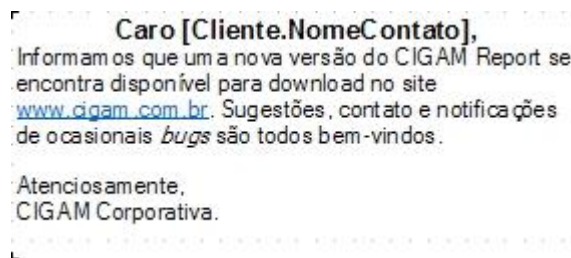 Caro [Cliente.NomeContato],
Informamos que uma nova versão do CIGAM Report se
encontra disponível para download no site
www.cigam.com.br. Sugestões, contato e notificações
de ocasionais bugs são todos bem-vindos.
Atenciosamente,
CIGAM Corporativa.